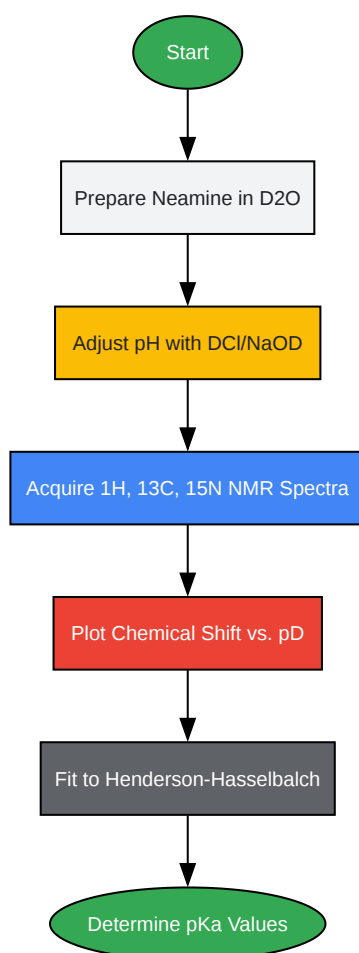 Start
Prepare Neamine in D2O
Adjust pH with DCl/NaOD
Acquire 1H, 13C, 15N NMR Spectra
Plot Chemical Shift vs. pD
Fit to Henderson-Hasselbalch
Determine pKa Values